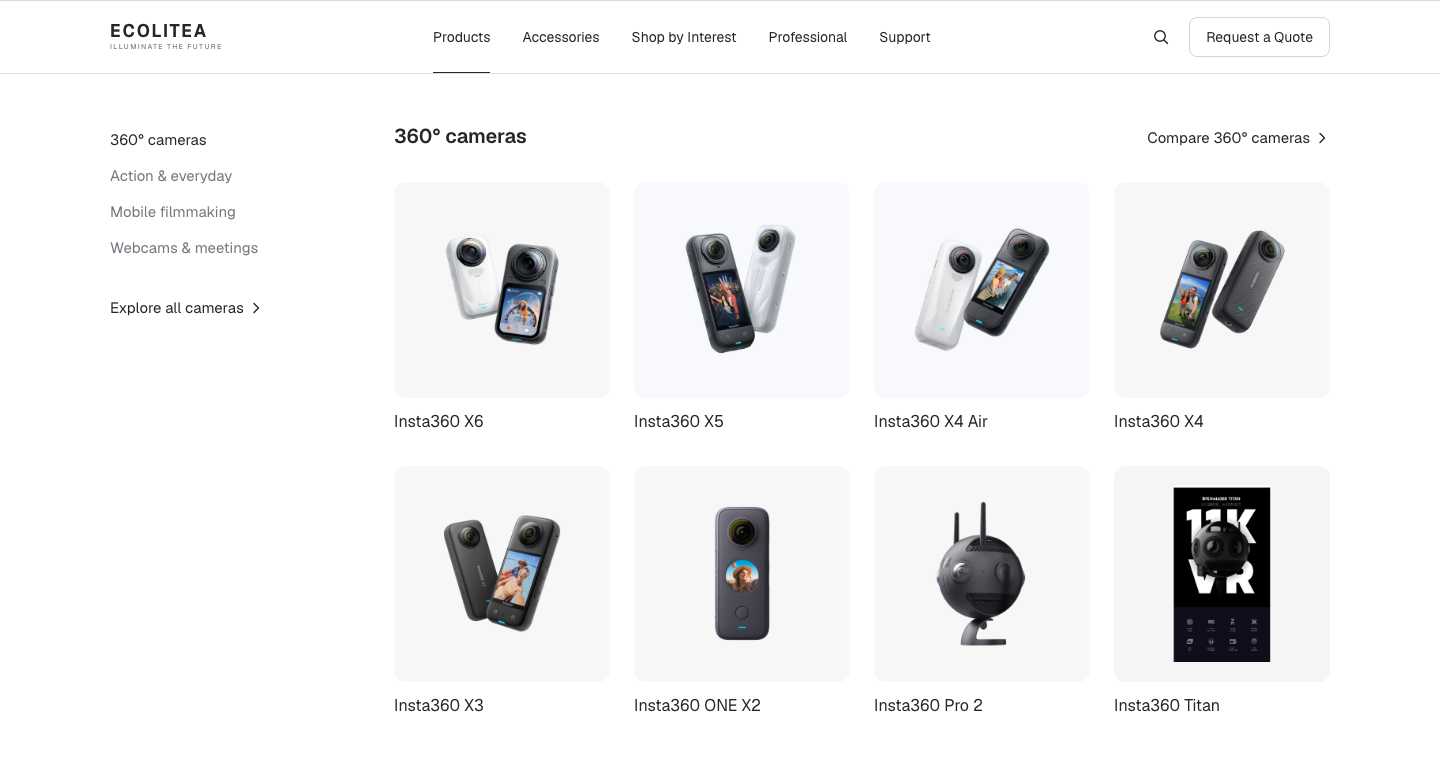 ECOLITEA
ILLUMINATE THE FUTURE
Products
Accessories
Shop by Interest
Professional
Support
Request a Quote
360° cameras
Action & everyday
Mobile filmmaking
Webcams & meetings
Explore all cameras
360° cameras
Compare 360° cameras
Insta360 X6
Insta360 X5
Insta360 X4 Air
Insta360 X4
Insta360 TITAN
11K
VR
Insta360 X3
Insta360 ONE X2
Insta360 Pro 2
Insta360 Titan